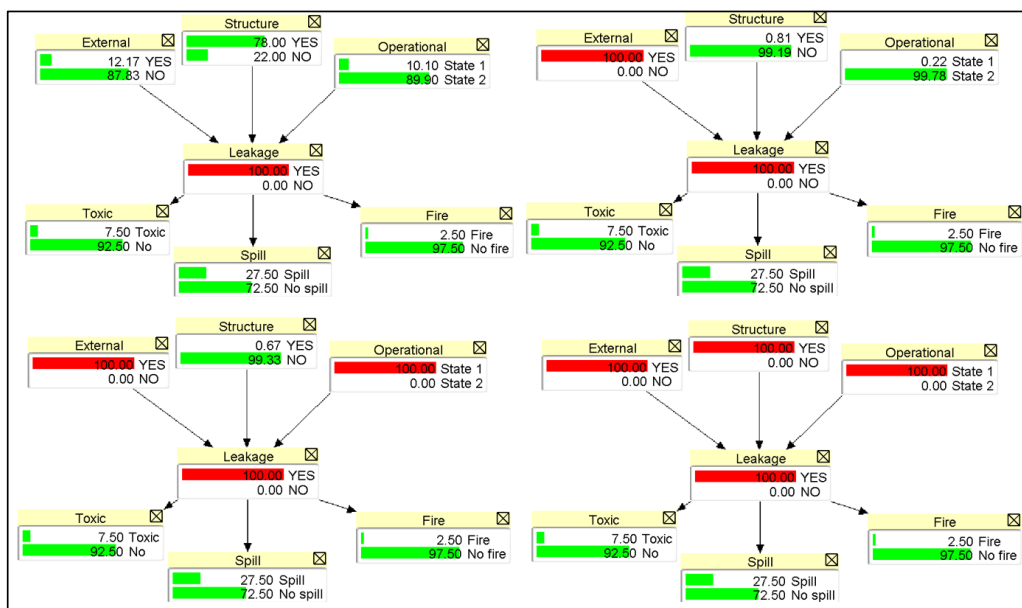 External
12.17 YES
87.83 NO
Structure
78.00 YES
22.00 NO
Operational
10.10 State 1
89.90 State 2
Leakage
100.00 YES
0.00 NO
Toxic
7.50 Toxic
92.50 No
Spill
27.50 Spill
72.50 No spill
Fire
2.50 Fire
97.50 No fire
External
100.00 YES
0.00 NO
Structure
0.81 YES
99.19 NO
Operational
0.22 State 1
99.78 State 2
Leakage
100.00 YES
0.00 NO
Toxic
7.50 Toxic
92.50 No
Spill
27.50 Spill
72.50 No spill
Fire
2.50 Fire
97.50 No fire
External
100.00 YES
0.00 NO
Structure
0.67 YES
99.33 NO
Operational
100.00 State 1
0.00 State 2
Leakage
100.00 YES
0.00 NO
Toxic
7.50 Toxic
92.50 No
Spill
27.50 Spill
72.50 No spill
Fire
2.50 Fire
97.50 No fire
External
100.00 YES
0.00 NO
Structure
100.00 YES
0.00 NO
Operational
100.00 State 1
0.00 State 2
Leakage
100.00 YES
0.00 NO
Toxic
7.50 Toxic
92.50 No
Spill
27.50 Spill
72.50 No spill
Fire
2.50 Fire
97.50 No fire